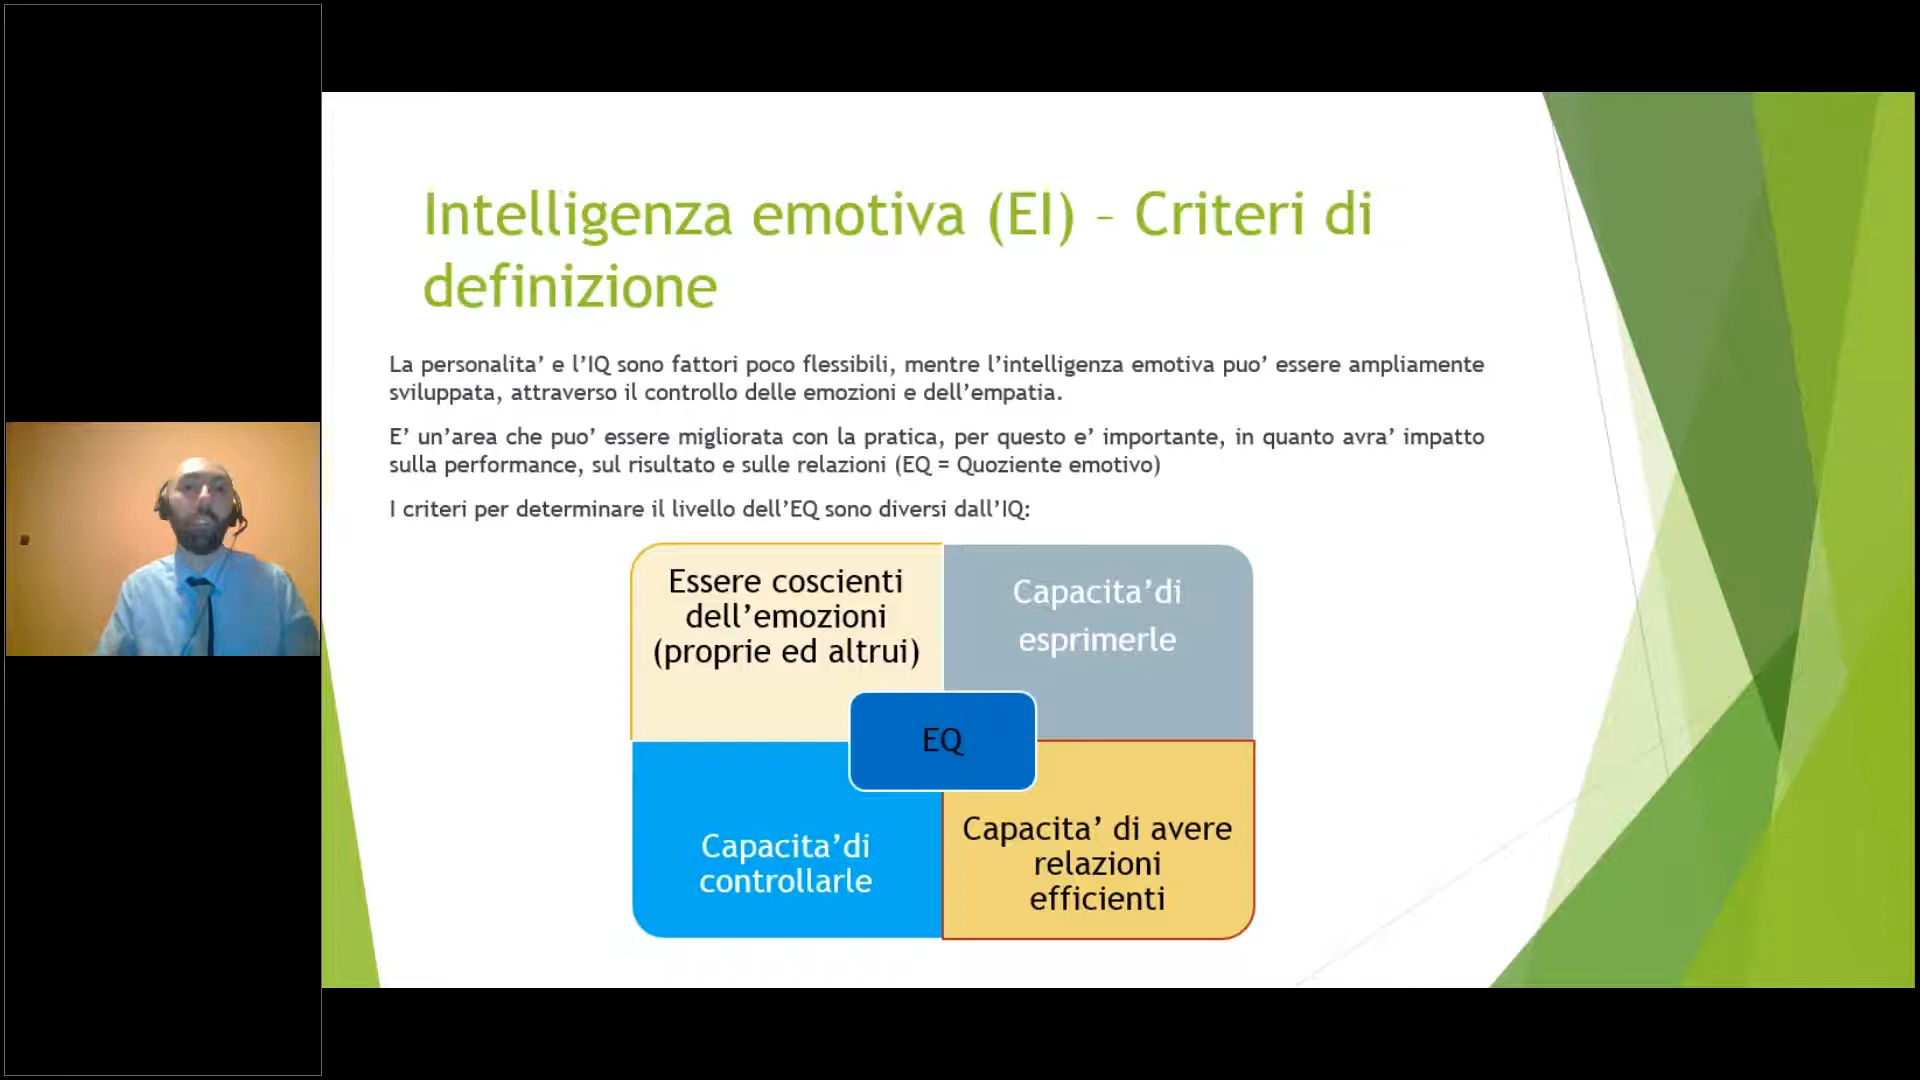 Intelligenza emotiva (EI) – Criteri di
definizione
La personalita’ e l’IQ sono fattori poco flessibili, mentre l’intelligenza emotiva puo’ essere ampliamente
sviluppata, attraverso il controllo delle emozioni e dell’empatia.
E’ un’area che puo’ essere migliorata con la pratica, per questo e’ importante, in quanto avra’ impatto
sulla performance, sul risultato e sulle relazioni (EQ = Quoziente emotivo)
I criteri per determinare il livello dell’EQ sono diversi dall’IQ:
Essere coscienti
dell’emozioni
(proprie ed altrui)
Capacita’di
esprimerle
EQ
Capacita’di
controllarle
Capacita’ di avere
relazioni
efficienti